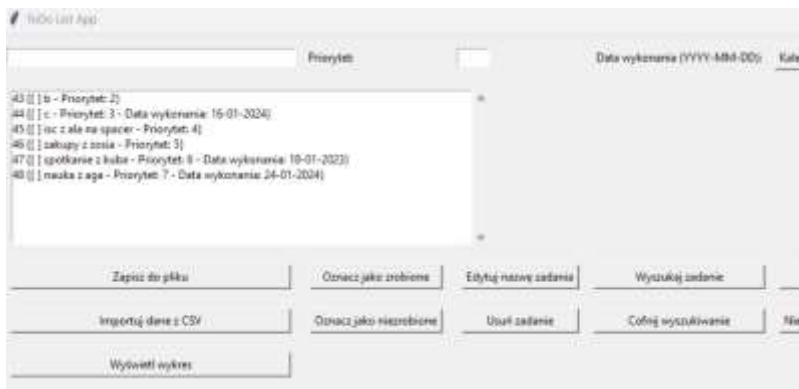 ToDo List App
Priorytet: Data wykonania (YYYY-MM-DD): Kale
43 {[ ] b - Priorytet: 2}
44 {[ ] c - Priorytet: 3 - Data wykonania: 16-01-2024}
45 {[ ] isc z ala na spacer - Priorytet: 4}
46 {[ ] zakupy z zosia - Priorytet: 5}
47 {[ ] spotkanie z kuba - Priorytet: 6 - Data wykonania: 18-01-2023}
48 {[ ] nauka z aga - Priorytet: 7 - Data wykonania: 24-01-2024}
Zapisz do pliku Oznacz jako zrobione Edytuj nazwę zadania Wyszukaj zadanie
Importuj dane z CSV Oznacz jako niezrobione Usuń zadanie Cofnij wyszukiwanie Nie
Wyświetl wykres